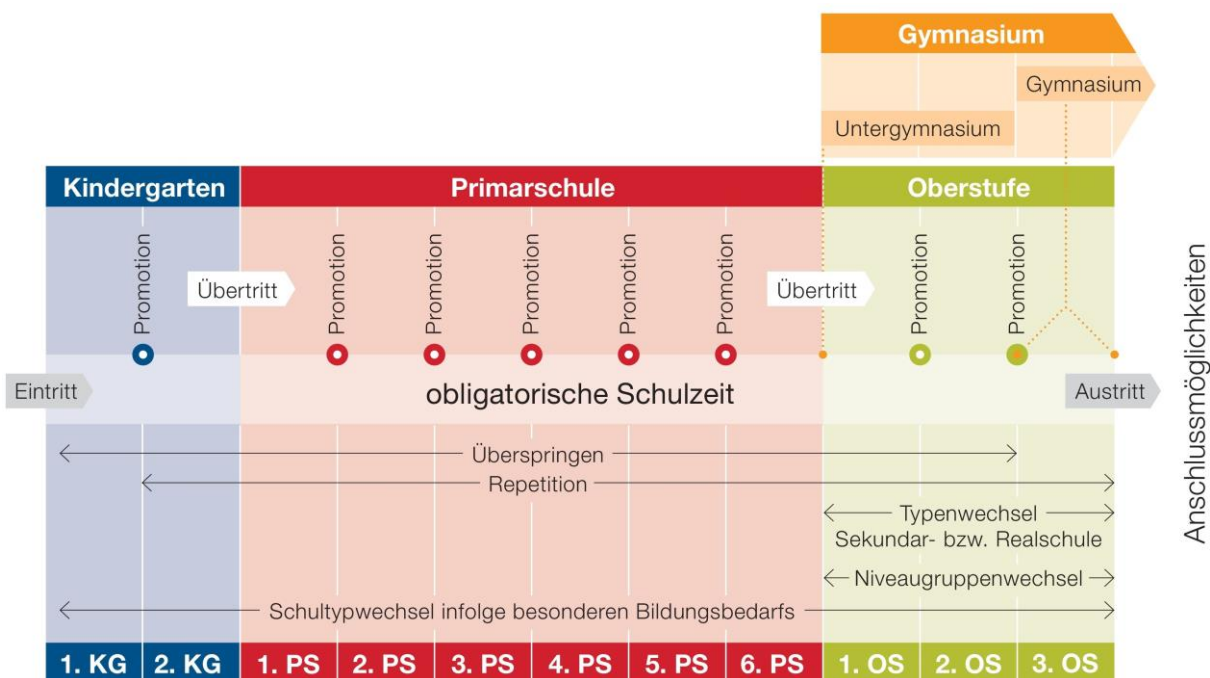 Gymnasium
Gymnasium
Untergymnasium
Kindergarten
Primarschule
Oberstufe
Promotion
Übertritt
Promotion
Promotion
Promotion
Promotion
Promotion
Übertritt
Promotion
Promotion
Eintritt
obligatorische Schulzeit
Austritt
Anschlussmöglichkeiten
Überspringen
Repetition
Typenwechsel
Sekundar- bzw. Realschule
Niveaugruppenwechsel
Schultypwechsel infolge besonderen Bildungsbedarfs
1. KG
2. KG
1. PS
2. PS
3. PS
4. PS
5. PS
6. PS
1. OS
2. OS
3. OS